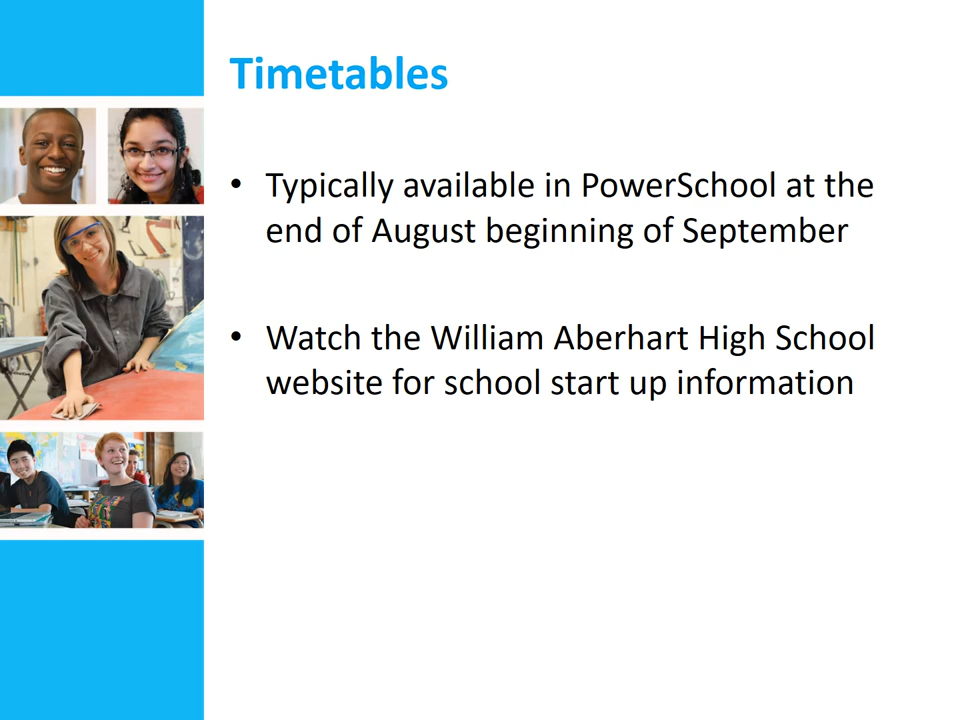 Timetables
• Typically available in PowerSchool at the
end of August beginning of September
• Watch the William Aberhart High School
website for school start up information